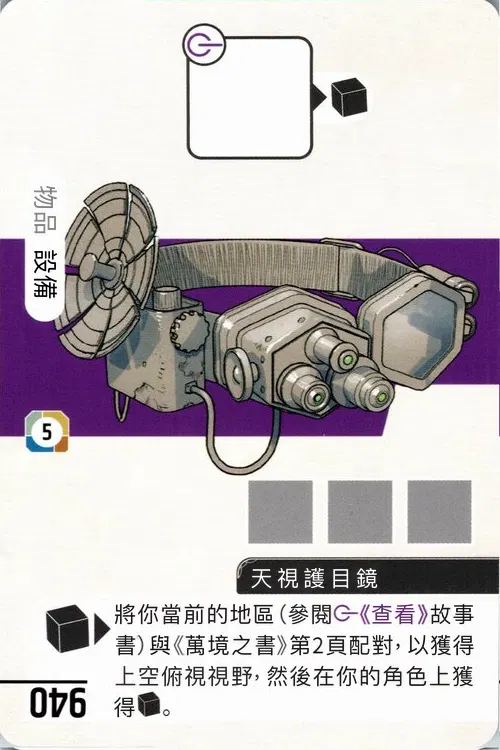 物品 設備
5
天視護目鏡
將你當前的地區(參閱《查看》故事
書)與《萬境之書》第2頁配對,以獲得
上空俯視視野,然後在你的角色上獲
得。
940